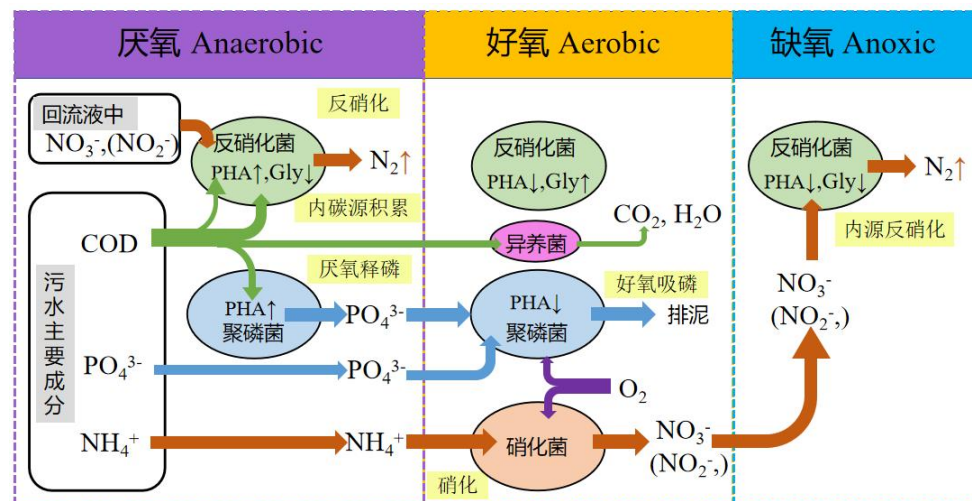 厌氧 Anaerobic
好氧 Aerobic
缺氧 Anoxic
回流液中
NO₃⁻,(NO₂⁻)
反硝化
反硝化菌
PHA↑,Gly↓
N₂↑
内碳源积累
污水主要成分
COD
厌氧释磷
PHA↑
聚磷菌
PO₄³⁻
PO₄³⁻
PO₄³⁻
NH₄⁺
NH₄⁺
反硝化菌
PHA↓,Gly↑
CO₂, H₂O
异养菌
好氧吸磷
PHA↓
聚磷菌
排泥
O₂
硝化菌
硝化
NO₃⁻
(NO₂⁻,)
反硝化菌
PHA↓,Gly↓
N₂↑
内源反硝化
NO₃⁻
(NO₂⁻,)